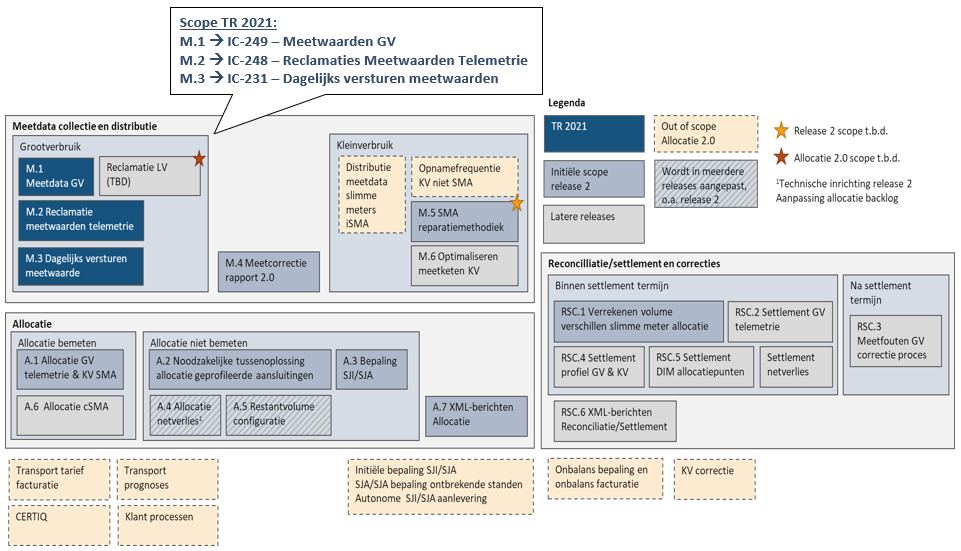 Scope TR 2021:
M.1 → IC-249 – Meetwaarden GV
M.2 → IC-248 – Reclamaties Meetwaarden Telemetrie
M.3 → IC-231 – Dagelijks versturen meetwaarden
Meetdata collectie en distributie
Grootverbruik
M.1
Meetdata GV
Reclamatie LV
(TBD)
M.2 Reclamatie
meetwaarden telemetrie
M.3 Dagelijks versturen
meetwaarde
M.4 Meetcorrectie
rapport 2.0
Kleinverbruik
Distributie
meetdata
slimme
meters
iSMA
Opnamefrequentie
KV niet SMA
M.5 SMA
reparatiemethodiek
M.6 Optimaliseren
meetketen KV
Legenda
TR 2021
Out of scope
Allocatie 2.0
Initiële scope
release 2
Wordt in meerdere
releases aangepast,
o.a. release 2
Latere releases
Release 2 scope t.b.d.
Allocatie 2.0 scope t.b.d.
¹Technische inrichting release 2
Aanpassing allocatie backlog
Allocatie
Allocatie bemeten
A.1 Allocatie GV
telemetrie & KV SMA
A.6 Allocatie cSMA
Allocatie niet bemeten
A.2 Noodzakelijke tussenoplossing
allocatie geprofileerde aansluitingen
A.3 Bepaling
SJI/SJA
A.4 Allocatie
netverlies¹
A.5 Restantvolume
configuratie
A.7 XML-berichten
Allocatie
Reconcilliatie/settlement en correcties
Binnen settlement termijn
RSC.1 Verrekenen volume
verschillen slimme meter allocatie
RSC.2 Settlement GV
telemetrie
RSC.4 Settlement
profiel GV & KV
RSC.5 Settlement
DIM allocatiepunten
Settlement
netverlies
Na settlement
termijn
RSC.3
Meetfouten GV
correctie proces
RSC.6 XML-berichten
Reconciliatie/Settlement
Transport tarief
facturatie
Transport
prognoses
CERTIQ
Klant processen
Initiële bepaling SJI/SJA
SJA/SJA bepaling ontbrekende standen
Autonome SJI/SJA aanlevering
Onbalans bepaling en
onbalans facturatie
KV correctie